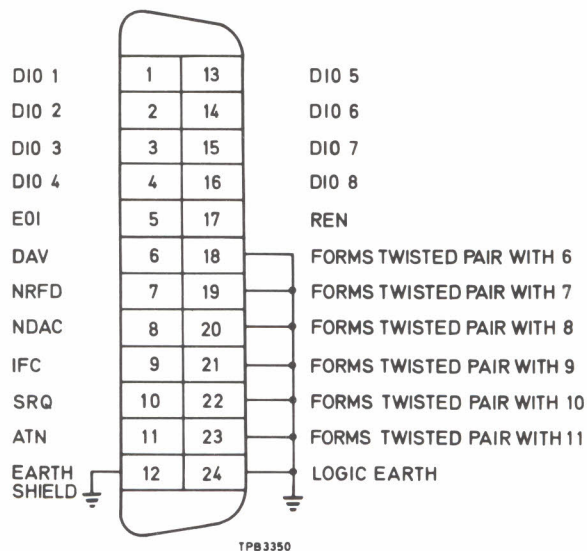 DIO 1 1 13 DIO 5
DIO 2 2 14 DIO 6
DIO 3 3 15 DIO 7
DIO 4 4 16 DIO 8
EOI 5 17 REN
DAV 6 18 FORMS TWISTED PAIR WITH 6
NRFD 7 19 FORMS TWISTED PAIR WITH 7
NDAC 8 20 FORMS TWISTED PAIR WITH 8
IFC 9 21 FORMS TWISTED PAIR WITH 9
SRQ 10 22 FORMS TWISTED PAIR WITH 10
ATN 11 23 FORMS TWISTED PAIR WITH 11
EARTH 12 24 LOGIC EARTH
SHIELD
TPB3350